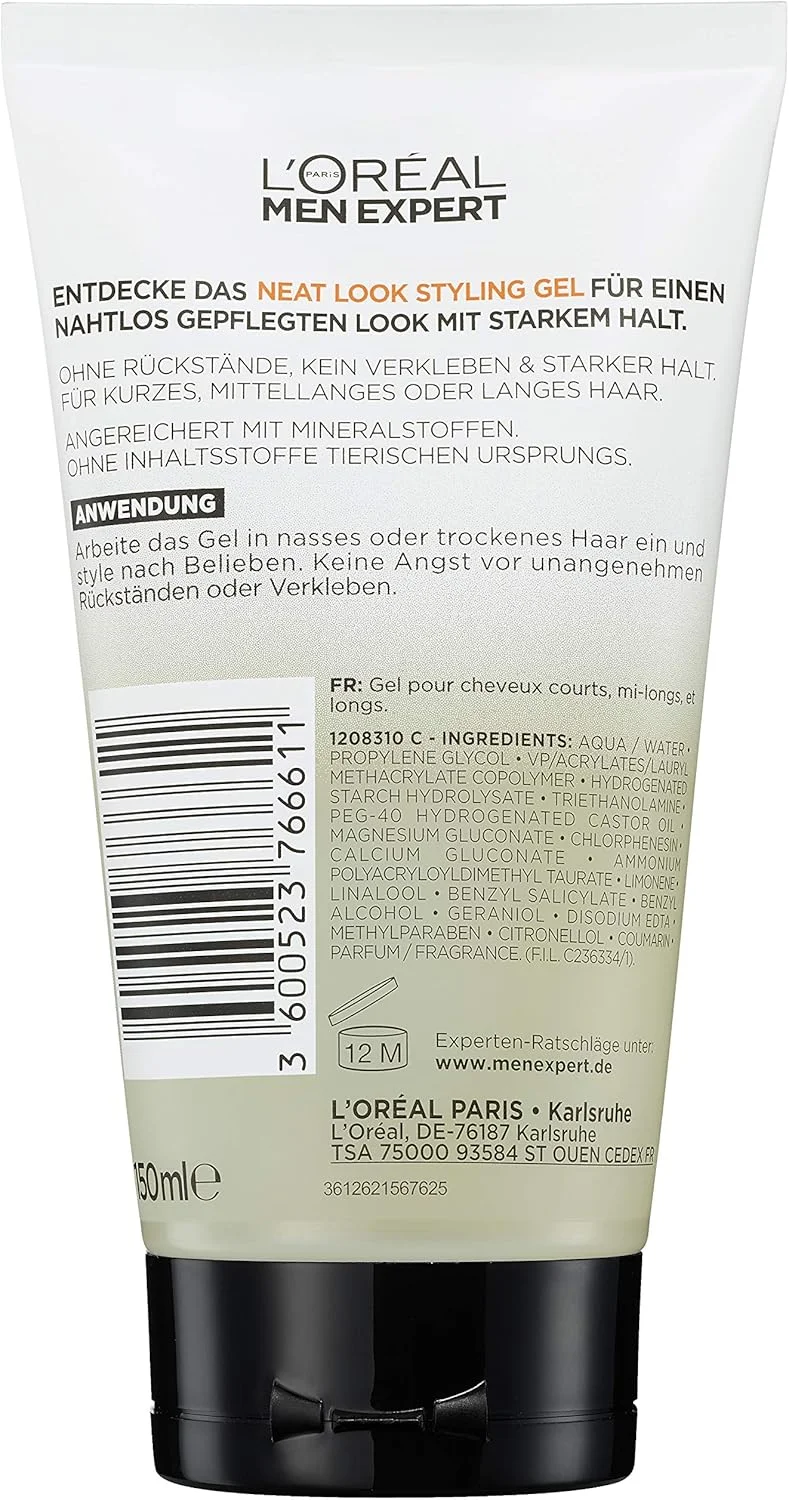 L'ORÉAL
PARIS
MEN EXPERT
ENTDECKE DAS NEAT LOOK STYLING GEL FÜR EINEN
NAHTLOS GEPFLEGTEN LOOK MIT STARKEM HALT.
OHNE RÜCKSTÄNDE, KEIN VERKLEBEN & STARKER HALT.
FÜR KURZES, MITTELLANGES ODER LANGES HAAR.
ANGEREICHERT MIT MINERALSTOFFEN.
OHNE INHALTSSTOFFE TIERISCHEN URSPRUNGS.
ANWENDUNG
Arbeite das Gel in nasses oder trockenes Haar ein und
style nach Belieben. Keine Angst vor unangenehmen
Rückständen oder Verkleben.
FR: Gel pour cheveux courts, mi-longs, et
longs.
1208310 C - INGREDIENTS: AQUA / WATER •
PROPYLENE GLYCOL • VP/ACRYLATES/LAURYL
METHACRYLATE COPOLYMER • HYDROGENATED
STARCH HYDROLYSATE • TRIETHANOLAMINE •
PEG-40 HYDROGENATED CASTOR OIL •
MAGNESIUM GLUCONATE • CHLORPHENESIN •
CALCIUM GLUCONATE • AMMONIUM
POLYACRYLOYLDIMETHYL TAURATE • LIMONENE •
LINALOOL • BENZYL SALICYLATE • BENZYL
ALCOHOL • GERANIOL • DISODIUM EDTA •
METHYLPARABEN • CITRONELLOL • COUMARIN •
PARFUM / FRAGRANCE. (F.I.L. C236334/1).
3 600523 766611
12 M
Experten-Ratschläge unter:
www.menexpert.de
L'ORÉAL PARIS • Karlsruhe
L'Oréal, DE-76187 Karlsruhe
TSA 75000 93584 ST OUEN CEDEX FR
150ml e
3612621567625